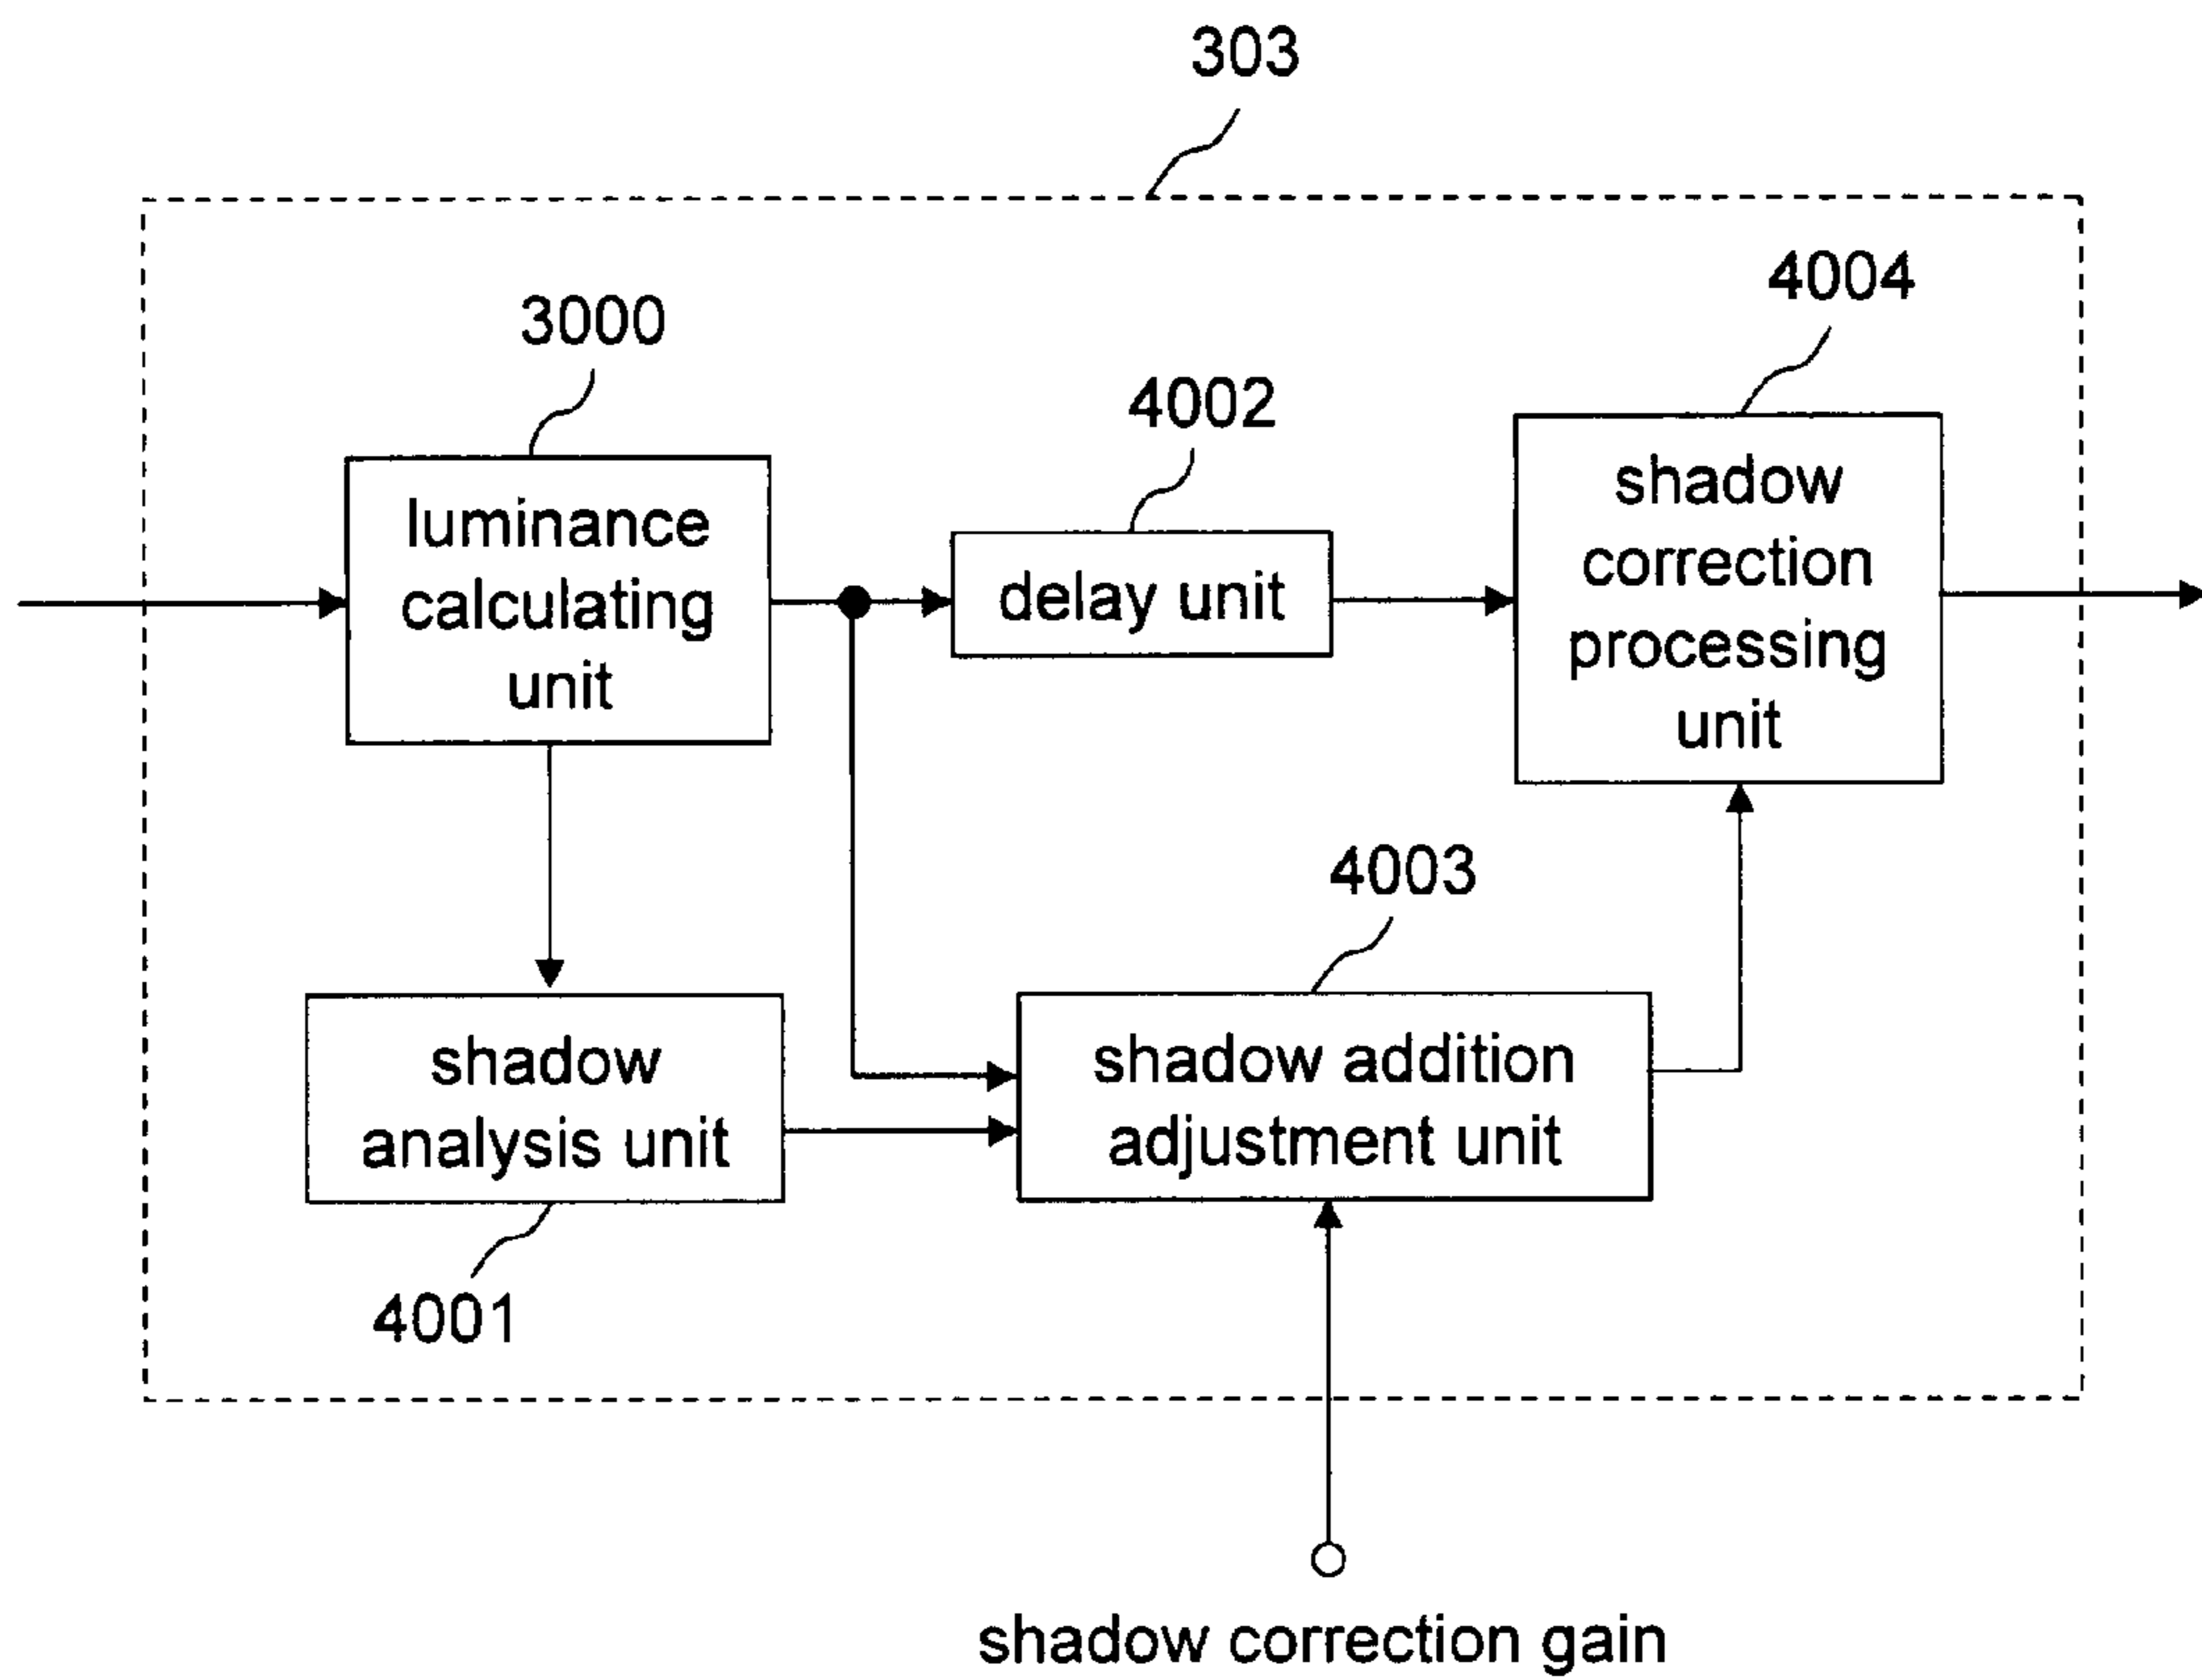 303
3000
4002
4004
luminance
calculating
unit
delay unit
shadow
correction
processing
unit
4003
shadow
analysis unit
shadow addition
adjustment unit
4001
shadow correction gain